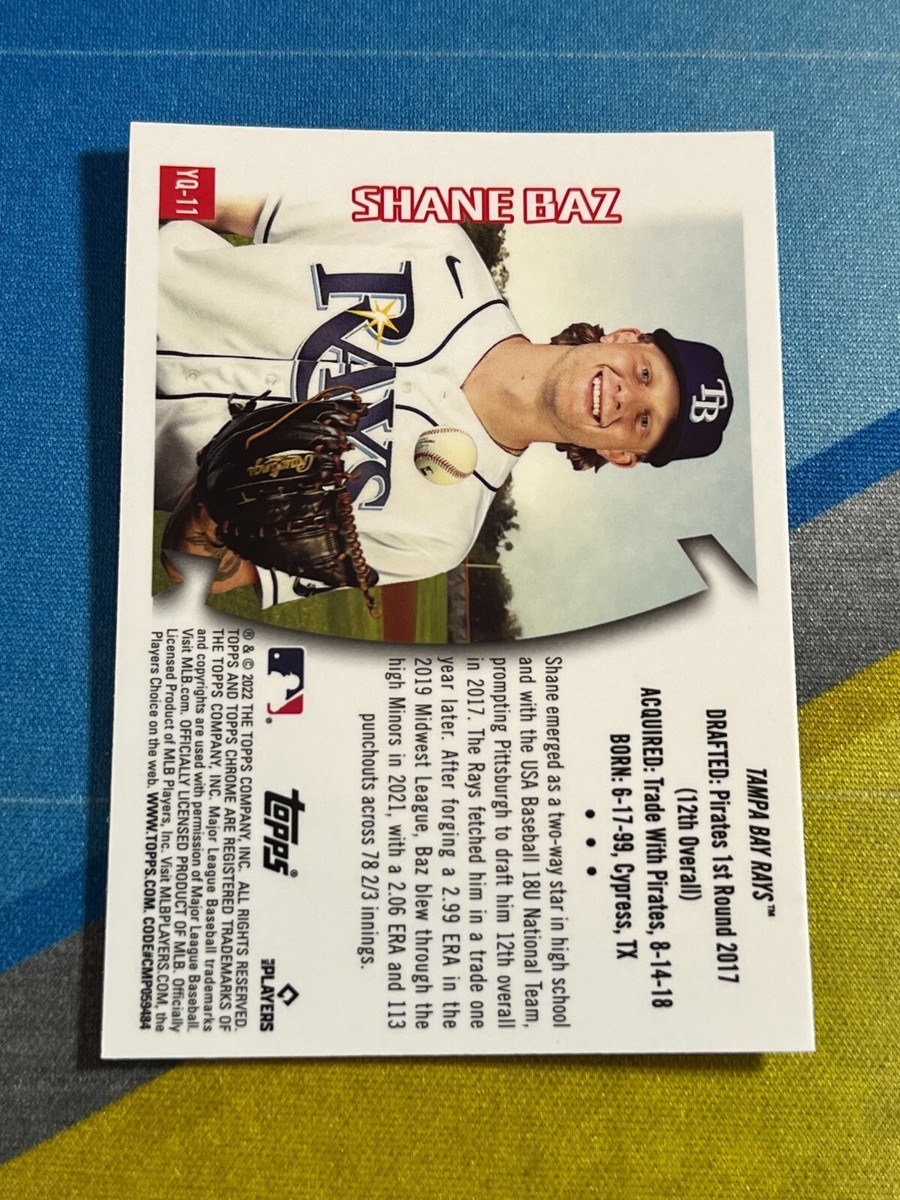 YQ-11
SHANE BAZ
TB
RAYS
Rawlings
TAMPA BAY RAYS™
DRAFTED: Pirates 1st Round 2017
(12th Overall)
ACQUIRED: Trade With Pirates, 8-14-18
BORN: 6-17-99, Cypress, TX
• • •
Shane emerged as a two-way star in high school
and with the USA Baseball 18U National Team,
prompting Pittsburgh to draft him 12th overall
in 2017. The Rays fetched him in a trade one
year later. After forging a 2.99 ERA in the
2019 Midwest League, Baz blew through the
high Minors in 2021, with a 2.06 ERA and 113
punchouts across 78 2/3 innings.
topps®
MLB PLAYERS
® & © 2022 THE TOPPS COMPANY, INC. ALL RIGHTS RESERVED.
TOPPS AND TOPPS CHROME ARE REGISTERED TRADEMARKS OF
THE TOPPS COMPANY, INC. Major League Baseball trademarks
and copyrights are used with permission of Major League Baseball.
Visit MLB.com. OFFICIALLY LICENSED PRODUCT OF MLB. Officially
Licensed Product of MLB Players, Inc. Visit MLBPLAYERS.COM, the
Players Choice on the web. WWW.TOPPS.COM. CODE#CMP059484